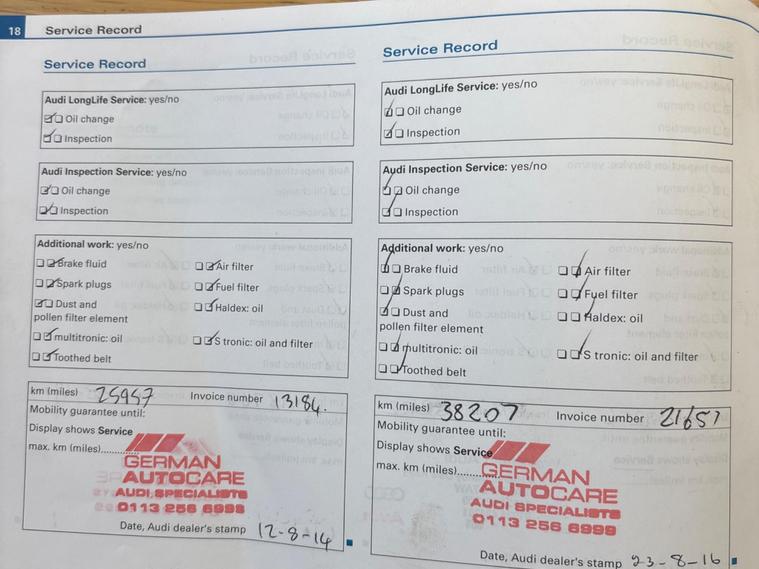 18 Service Record
Service Record
Audi LongLife Service: yes/no
Oil change
Inspection
Audi Inspection Service: yes/no
Oil change
Inspection
Additional work: yes/no
Brake fluid
Air filter
Spark plugs
Fuel filter
Dust and
pollen filter element
Haldex: oil
multitronic: oil
S tronic: oil and filter
Toothed belt
km (miles) 25957 Invoice number 13184.
Mobility guarantee until:
Display shows Service
max. km (miles)..........
GERMAN
AUTOCARE
AUDI SPECIALISTS
0113 256 6999
Date, Audi dealer's stamp 12-8-14
Service Record
Audi LongLife Service: yes/no
Oil change
Inspection
Audi Inspection Service: yes/no
Oil change
Inspection
Additional work: yes/no
Brake fluid
Air filter
Spark plugs
Fuel filter
Dust and
pollen filter element
Haldex: oil
multitronic: oil
S tronic: oil and filter
Toothed belt
km (miles) 38207 Invoice number 21657
Mobility guarantee until:
Display shows Service
max. km (miles)..........
GERMAN
AUTOCARE
AUDI SPECIALISTS
0113 256 6999
Date, Audi dealer's stamp 23-8-16